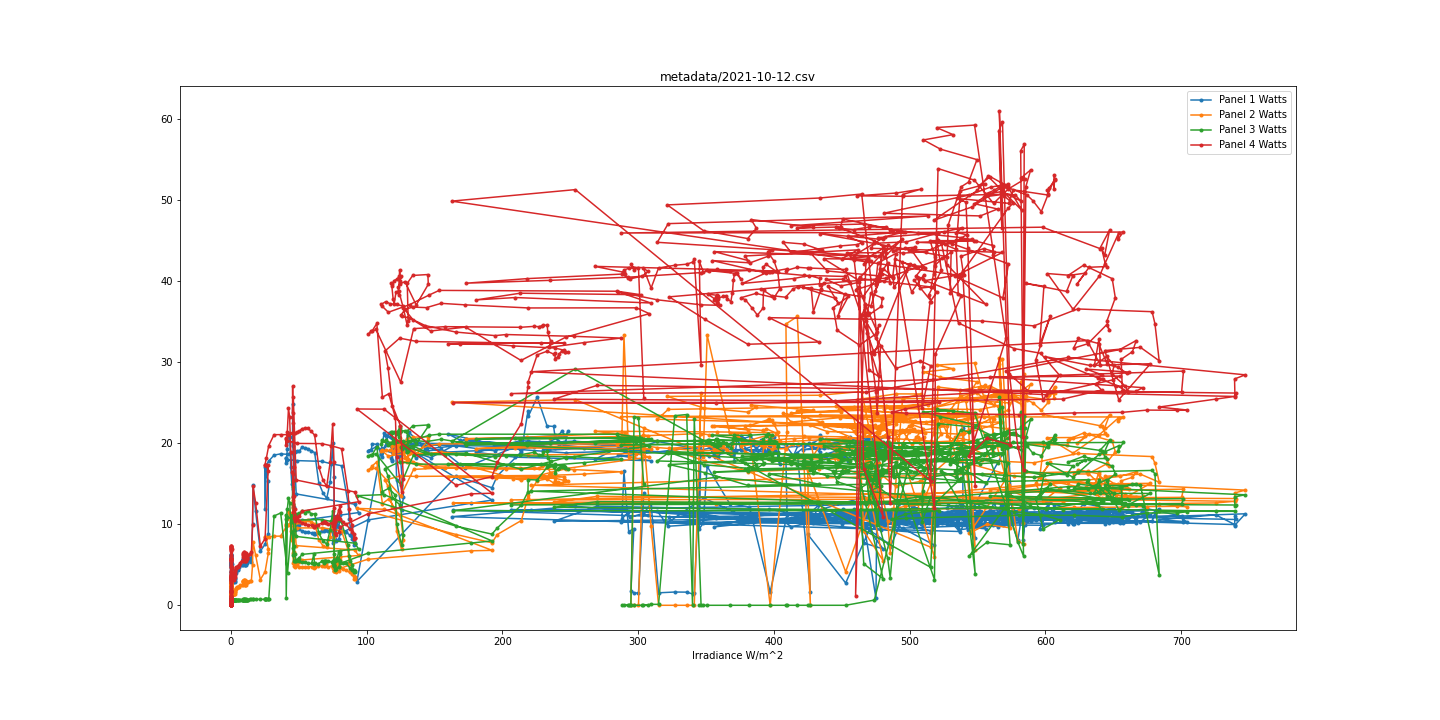 metadata/2021-10-12.csv
Panel 1 Watts
Panel 2 Watts
Panel 3 Watts
Panel 4 Watts
60
50
40
30
20
10
0
0 100 200 300 400 500 600 700
Irradiance W/m^2